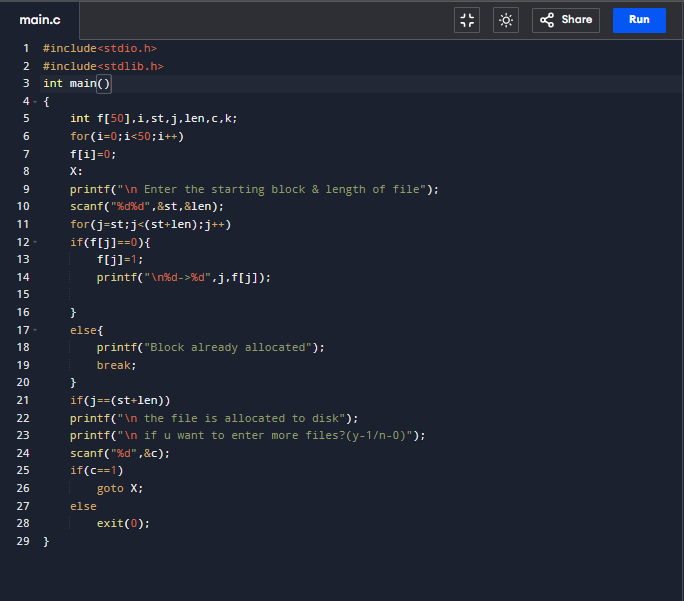 main.c
Share
Run
1 #include<stdio.h>
2 #include<stdlib.h>
3 int main()
4 {
5 int f[50],i,st,j,len,c,k;
6 for(i=0;i<50;i++)
7 f[i]=0;
8 X:
9 printf("\n Enter the starting block & length of file");
10 scanf("%d%d",&st,&len);
11 for(j=st;j<(st+len);j++)
12 if(f[j]==0){
13 f[j]=1;
14 printf("\n%d->%d",j,f[j]);
15
16 }
17 else{
18 printf("Block already allocated");
19 break;
20 }
21 if(j==(st+len))
22 printf("\n the file is allocated to disk");
23 printf("\n if u want to enter more files?(y-1/n-0)");
24 scanf("%d",&c);
25 if(c==1)
26 goto X;
27 else
28 exit(0);
29 }